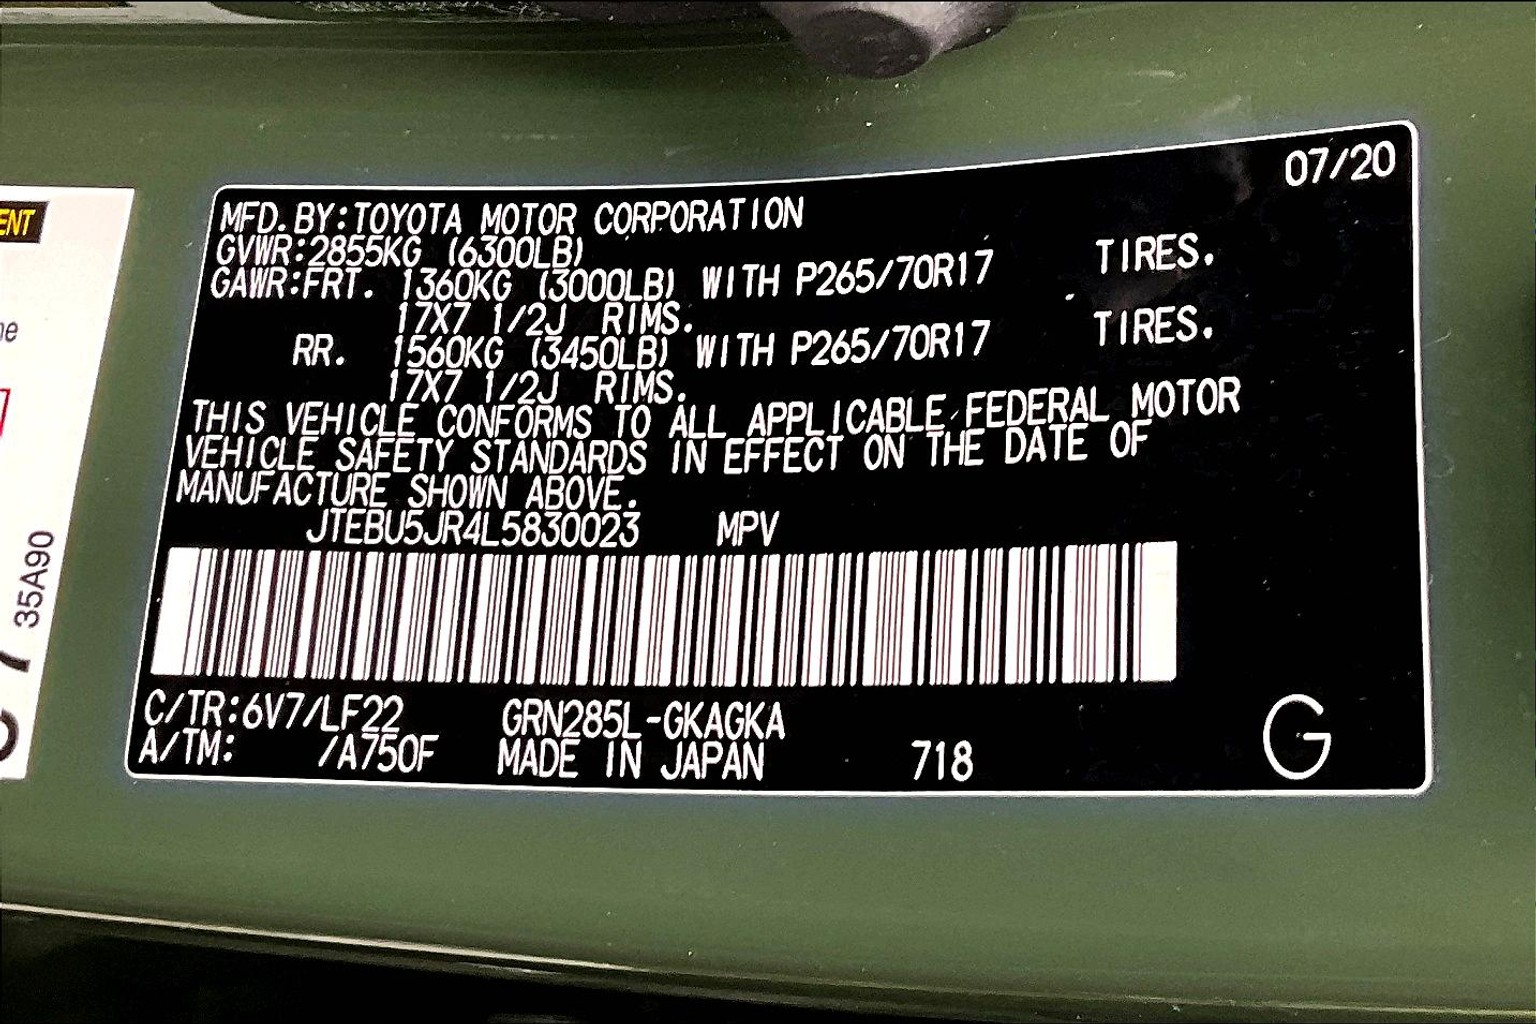 07/20
MFD. BY:TOYOTA MOTOR CORPORATION
GVWR:2855KG (6300LB)
GAWR:FRT. 1360KG (3000LB) WITH P265/70R17 TIRES.
17X7 1/2J RIMS.
RR. 1560KG (3450LB) WITH P265/70R17 TIRES.
17X7 1/2J RIMS.
THIS VEHICLE CONFORMS TO ALL APPLICABLE FEDERAL MOTOR
VEHICLE SAFETY STANDARDS IN EFFECT ON THE DATE OF
MANUFACTURE SHOWN ABOVE.
JTEBU5JR4L5830023 MPV
C/TR:6V7/LF22 GRN285L-GKAGKA
A/TM: /A750F MADE IN JAPAN 718 G
35A90